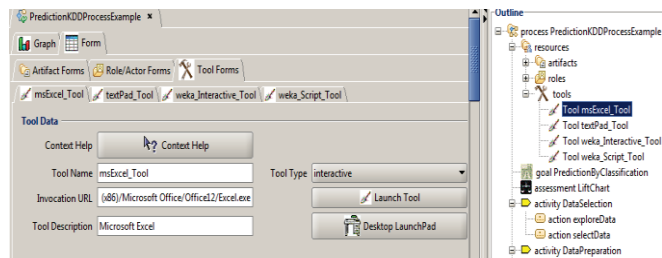 PredictionKDDProcessExample
Graph Form
Artifact Forms Role/Actor Forms Tool Forms
msExcel_Tool textPad_Tool weka_Interactive_Tool weka_Script_Tool
Tool Data
Context Help Context Help
Tool Name msExcel_Tool Tool Type interactive
Invocation URL (x86)/Microsoft Office/Office12/Excel.exe Launch Tool
Tool Description Microsoft Excel Desktop LaunchPad
Outline
process PredictionKDDProcessExample
resources
artifacts
roles
tools
Tool msExcel_Tool
Tool textPad_Tool
Tool weka_Interactive_Tool
Tool weka_Script_Tool
goal PredictionByClassification
assessment LiftChart
activity DataSelection
action exploreData
action selectData
activity DataPreparation